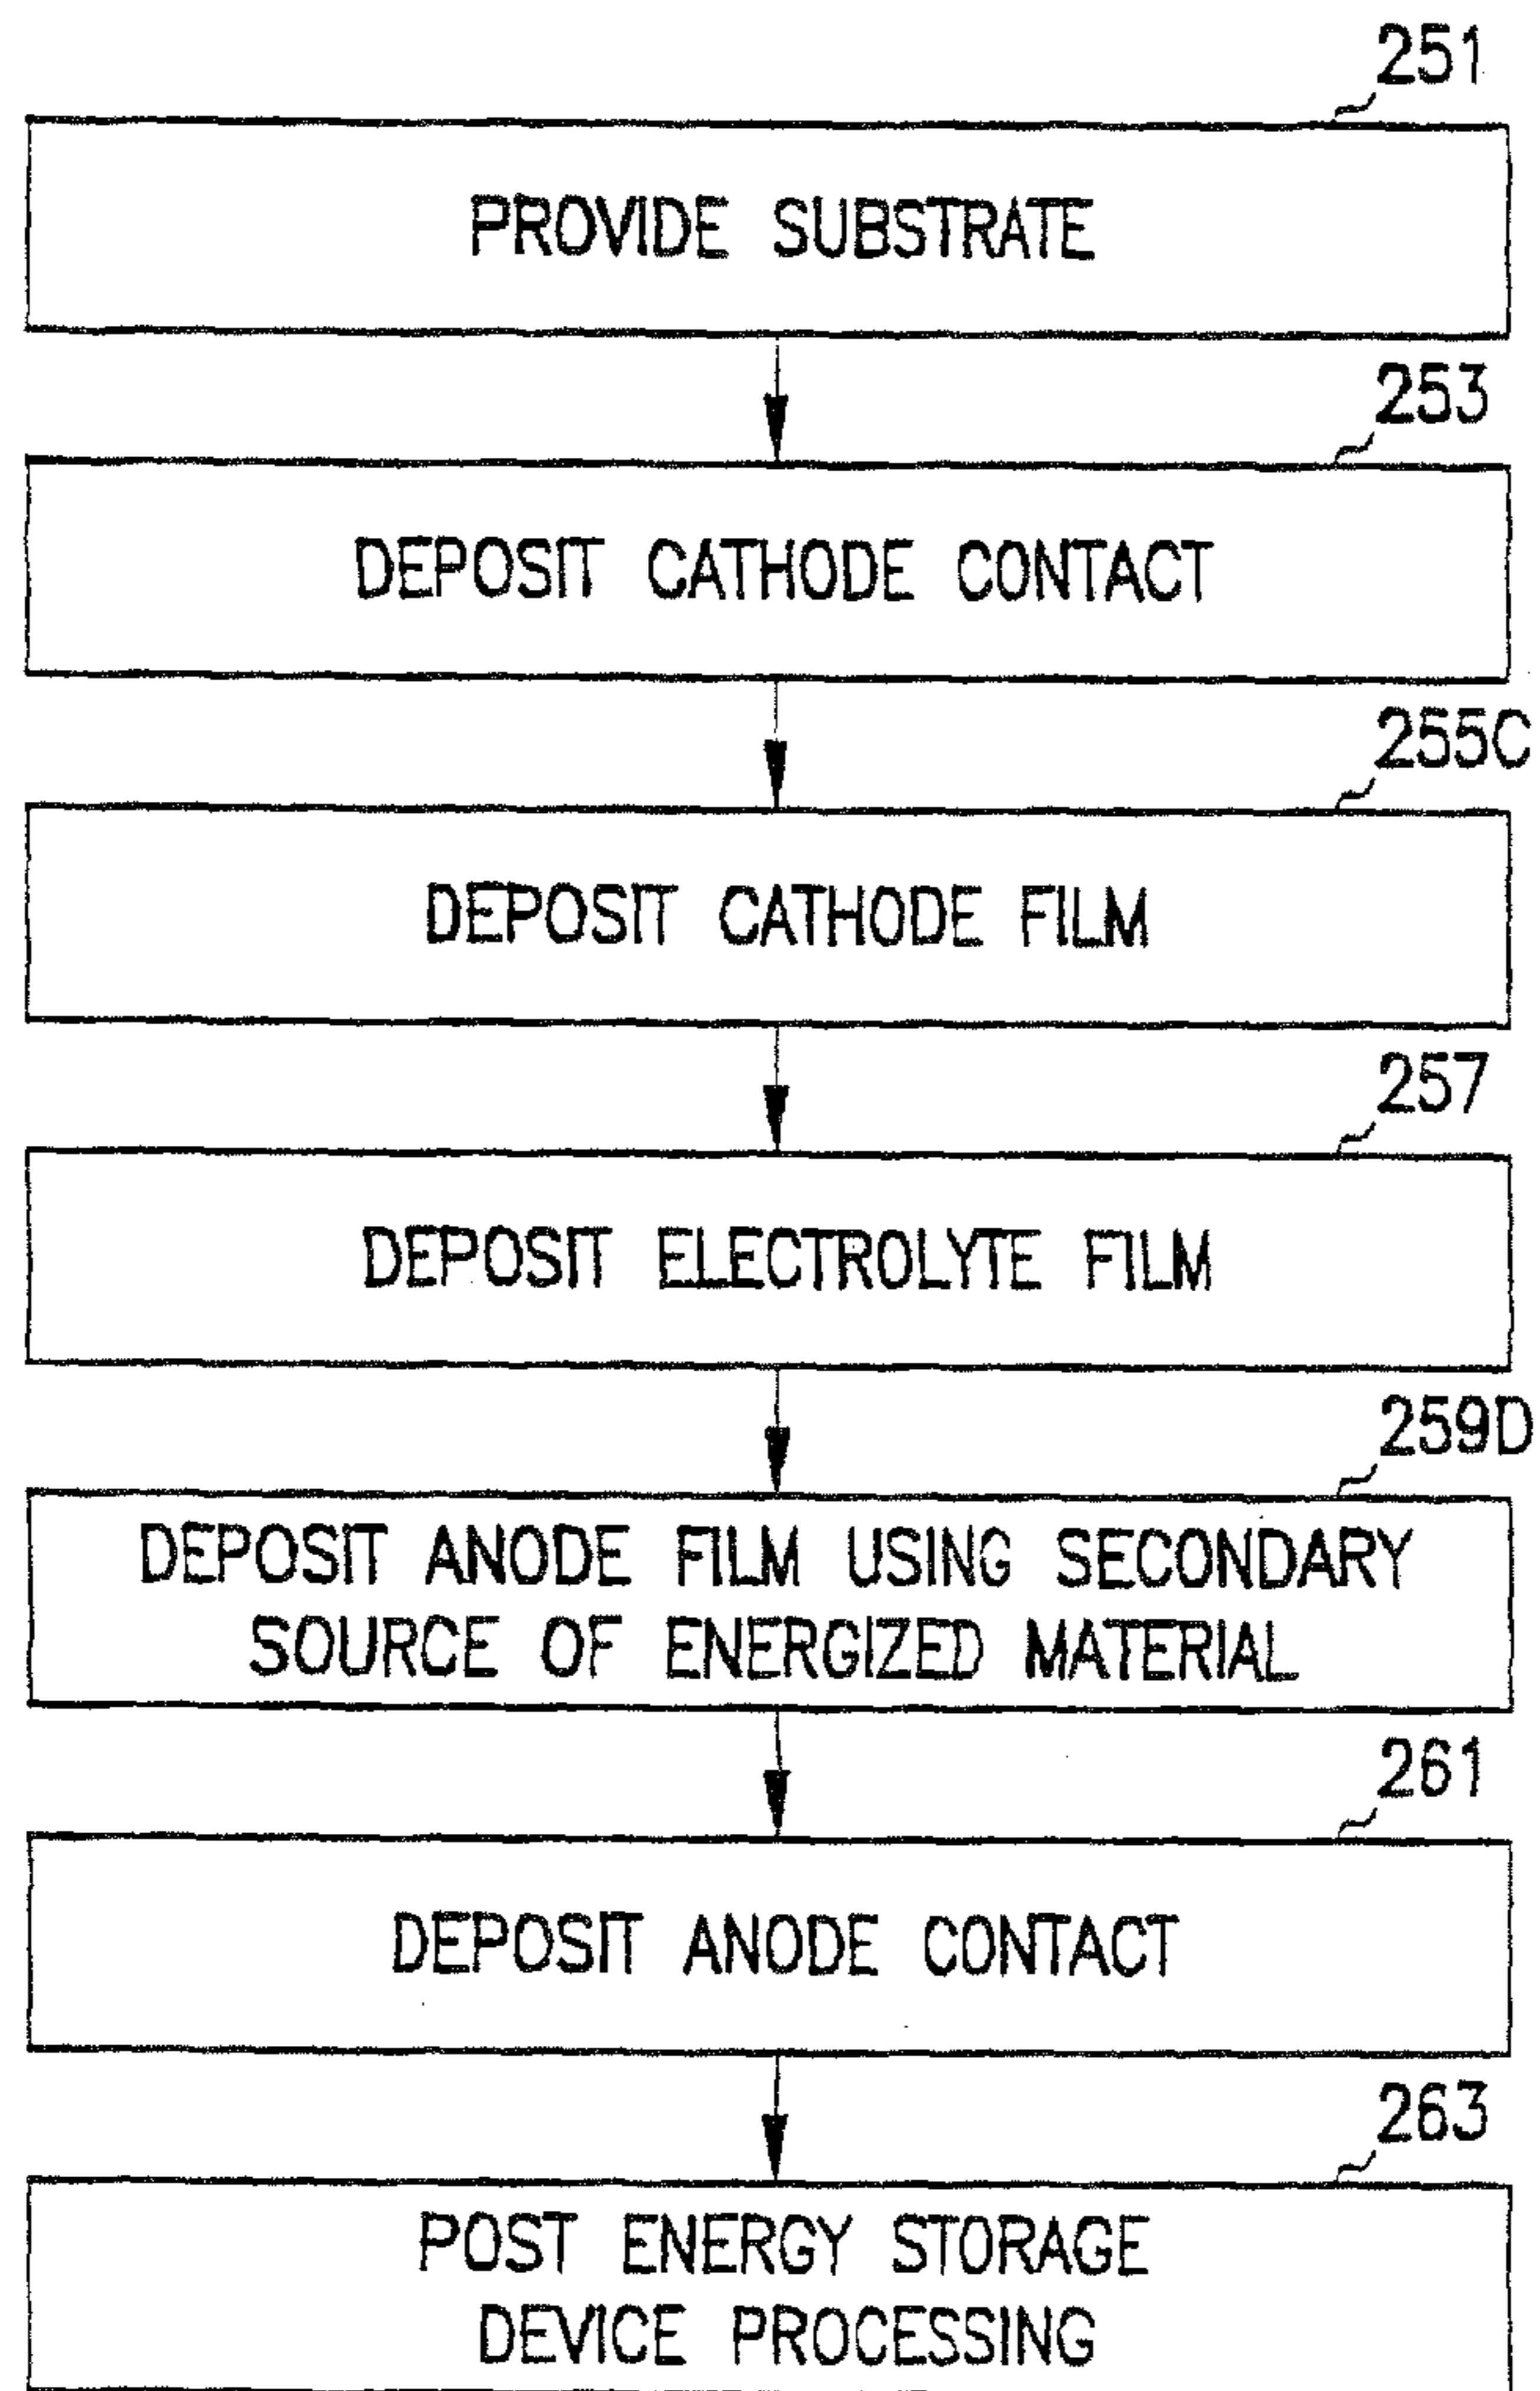 251
PROVIDE SUBSTRATE
253
DEPOSIT CATHODE CONTACT
255C
DEPOSIT CATHODE FILM
257
DEPOSIT ELECTROLYTE FILM
259D
DEPOSIT ANODE FILM USING SECONDARY
SOURCE OF ENERGIZED MATERIAL
261
DEPOSIT ANODE CONTACT
263
POST ENERGY STORAGE
DEVICE PROCESSING